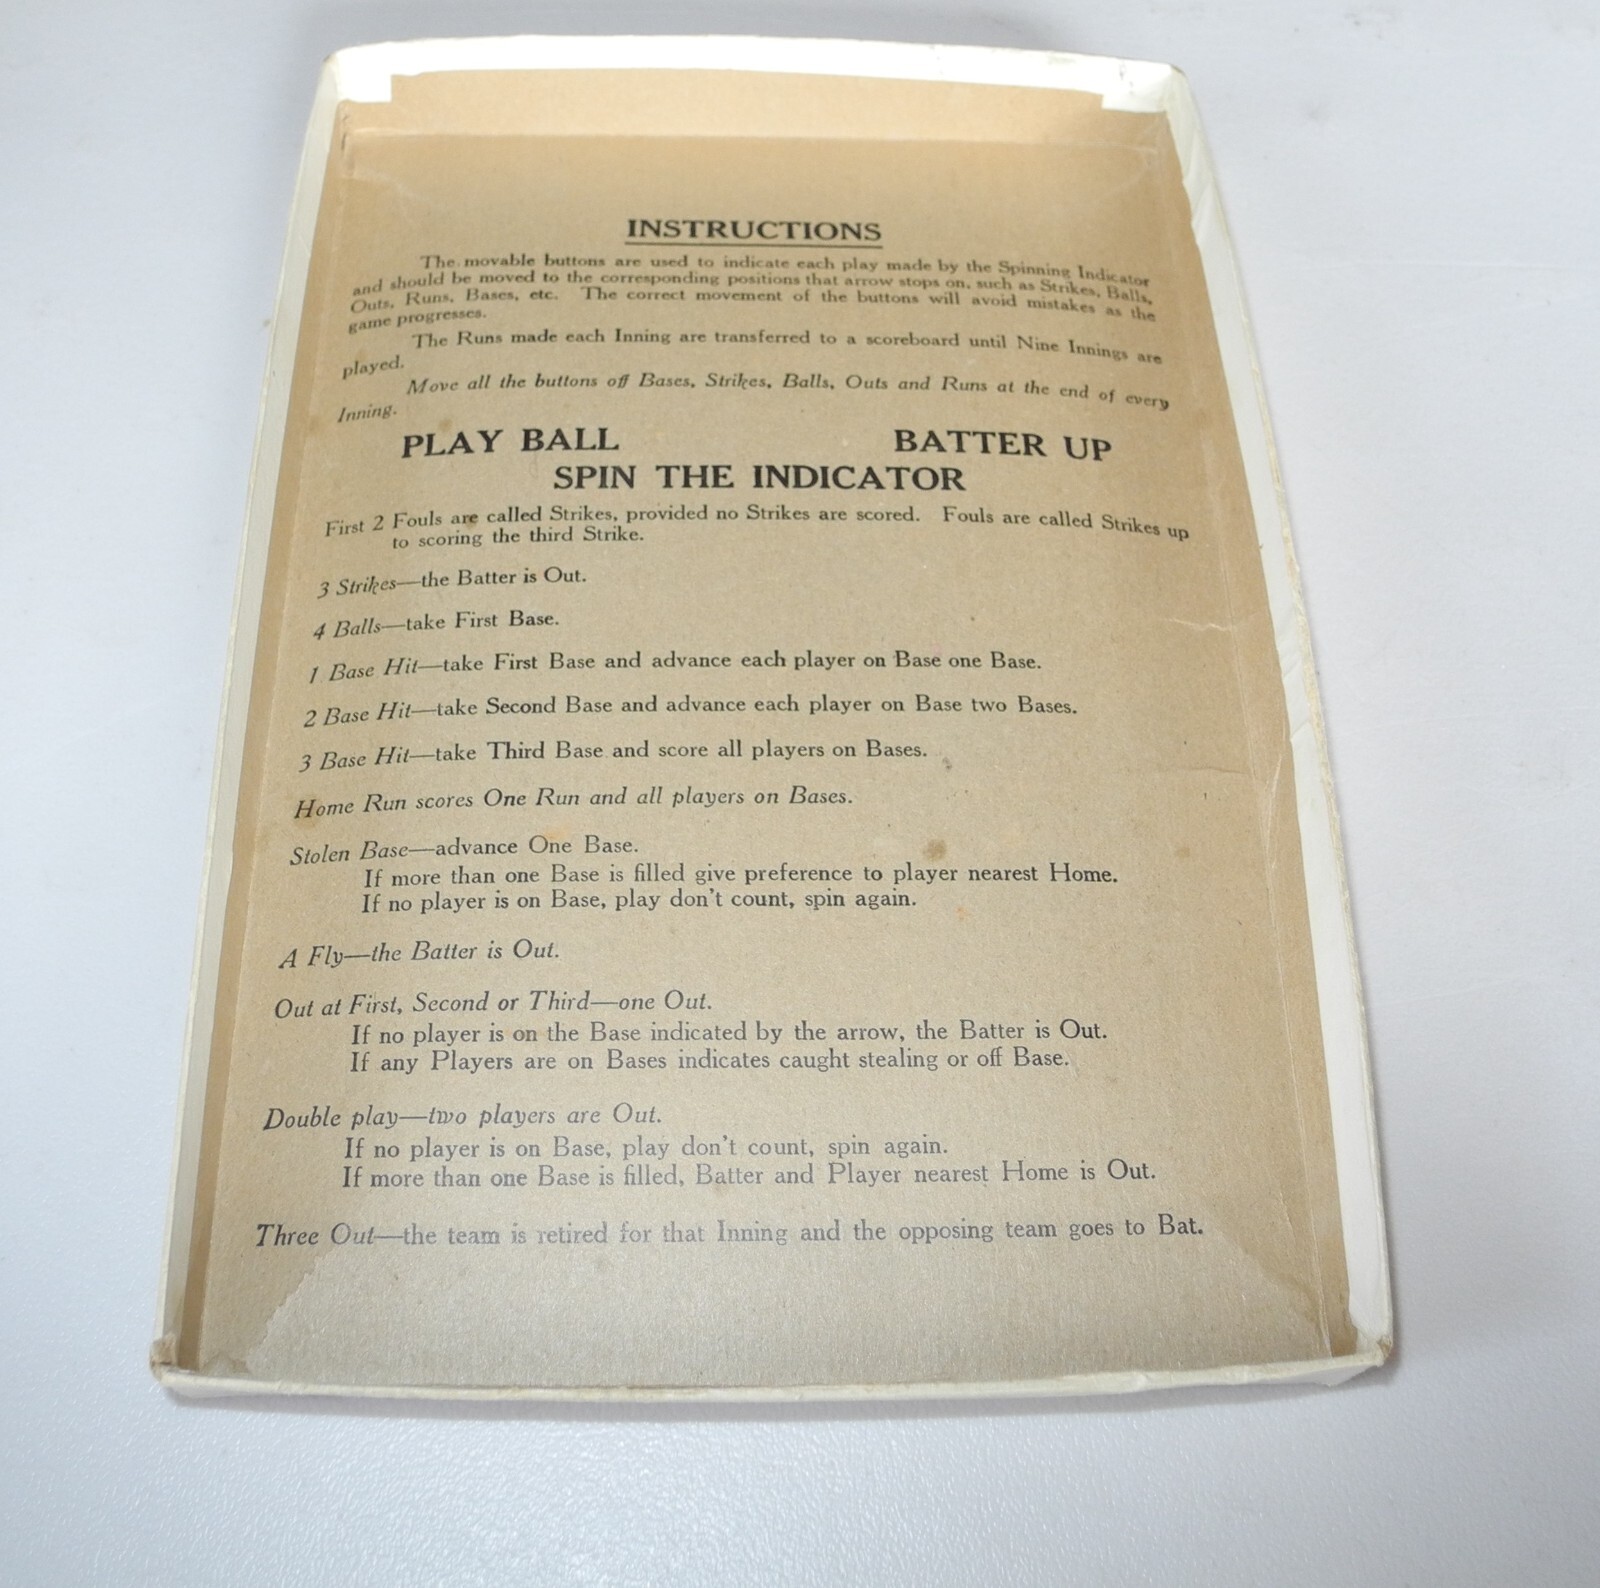 INSTRUCTIONS
The movable buttons are used to indicate each play made by the Spinning Indicator
and should be moved to the corresponding positions that arrow stops on, such as Strikes, Balls,
Outs, Runs, Bases, etc. The correct movement of the buttons will avoid mistakes as the
game progresses.
The Runs made each Inning are transferred to a scoreboard until Nine Innings are
played.
Move all the buttons off Bases, Strikes, Balls, Outs and Runs at the end of every
Inning.
PLAY BALL BATTER UP
SPIN THE INDICATOR
First 2 Fouls are called Strikes, provided no Strikes are scored. Fouls are called Strikes up
to scoring the third Strike.
3 Strikes—the Batter is Out.
4 Balls—take First Base.
1 Base Hit—take First Base and advance each player on Base one Base.
2 Base Hit—take Second Base and advance each player on Base two Bases.
3 Base Hit—take Third Base and score all players on Bases.
Home Run scores One Run and all players on Bases.
Stolen Base—advance One Base.
If more than one Base is filled give preference to player nearest Home.
If no player is on Base, play don't count, spin again.
A Fly—the Batter is Out.
Out at First, Second or Third—one Out.
If no player is on the Base indicated by the arrow, the Batter is Out.
If any Players are on Bases indicates caught stealing or off Base.
Double play—two players are Out.
If no player is on Base, play don't count, spin again.
If more than one Base is filled, Batter and Player nearest Home is Out.
Three Out—the team is retired for that Inning and the opposing team goes to Bat.